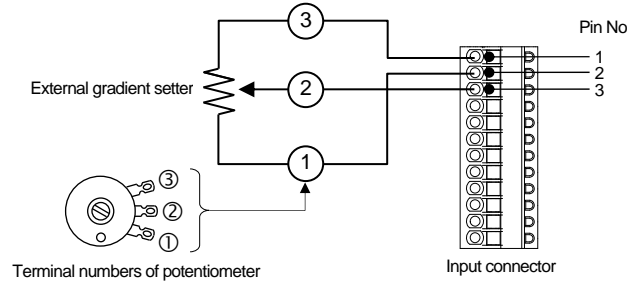 ③
Pin No
1
2
External gradient setter
②
3
①
③
②
①
Terminal numbers of potentiometer
Input connector